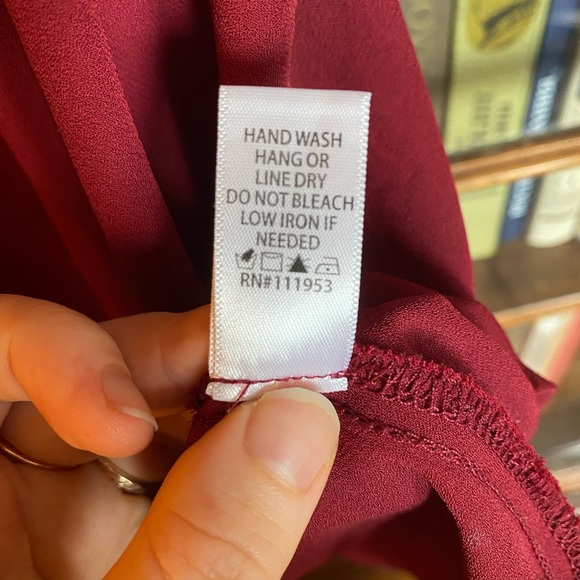 HAND WASH
HANG OR
LINE DRY
DO NOT BLEACH
LOW IRON IF
NEEDED
RN#111953